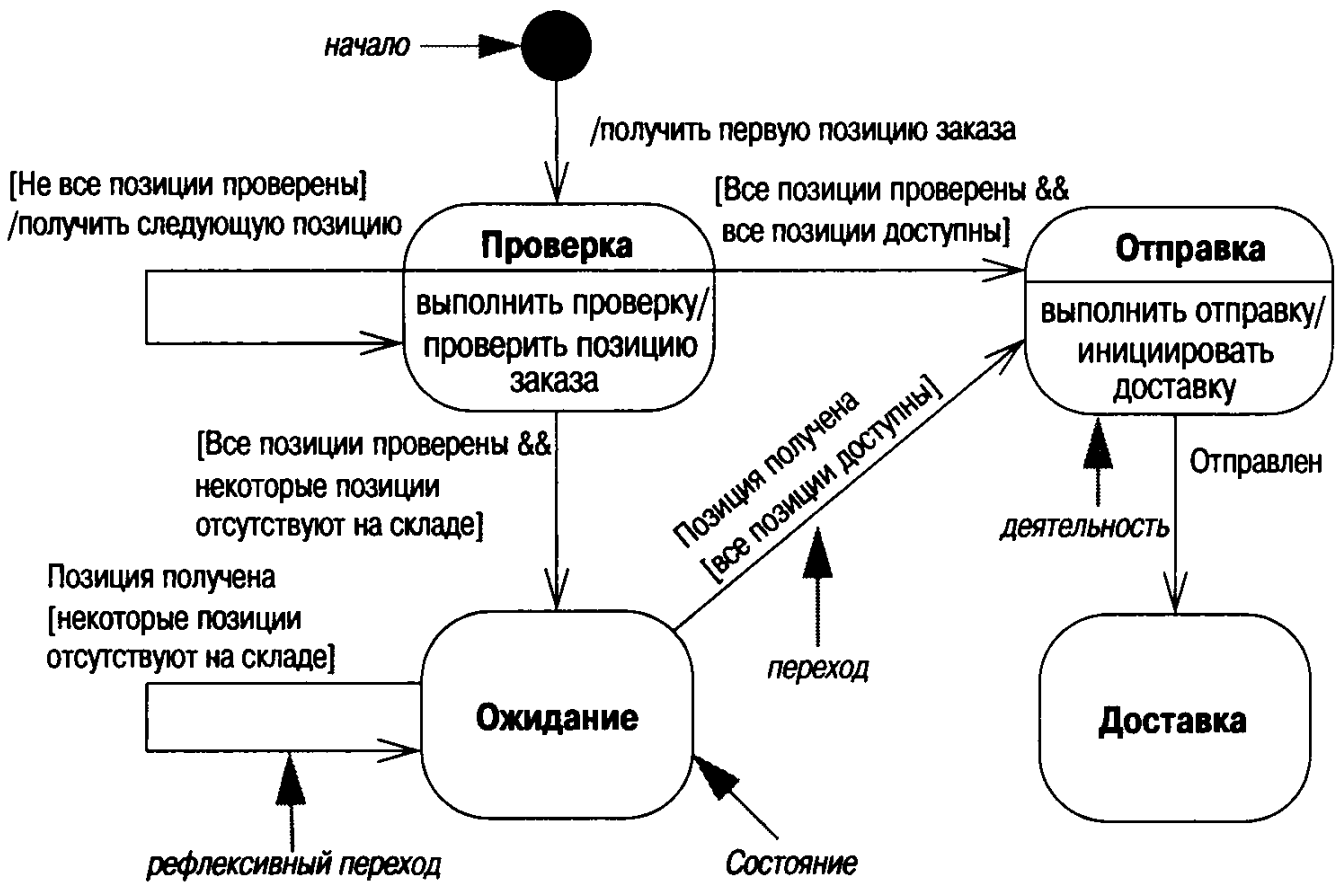 начало
/получить первую позицию заказа
[Не все позиции проверены]
/получить следующую позицию
[Все позиции проверены &&
все позиции доступны]
Проверка
выполнить проверку/
проверить позицию
заказа
Отправка
выполнить отправку/
инициировать
доставку
[Все позиции проверены &&
некоторые позиции
отсутствуют на складе]
Позиция получена
[все позиции доступны]
Отправлен
деятельность
Позиция получена
[некоторые позиции
отсутствуют на складе]
переход
Ожидание
Доставка
рефлексивный переход
Состояние